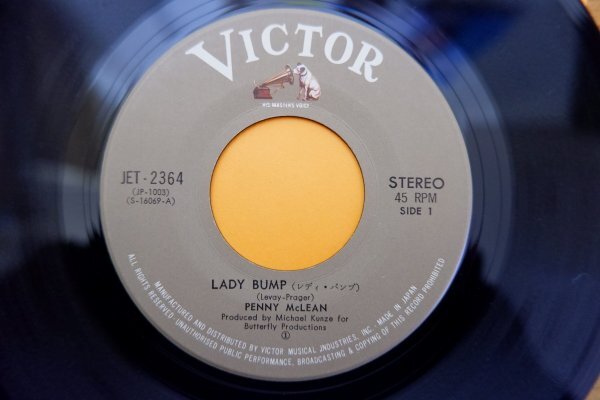 VICTOR
HIS MASTER'S VOICE
JET-2364
(JP-1003)
(S-16069-A)
STEREO
45 RPM
SIDE 1
LADY BUMP (レディ・バンプ)
(Levay-Prager)
PENNY McLEAN
Produced by Michael Kunze for
Butterfly Productions
①
MANUFACTURED AND DISTRIBUTED BY VICTOR MUSICAL INDUSTRIES, INC. · MADE IN JAPAN
ALL RIGHTS RESERVED. UNAUTHORISED PUBLIC PERFORMANCE, BROADCASTING & COPYING OF THIS RECORD PROHIBITED